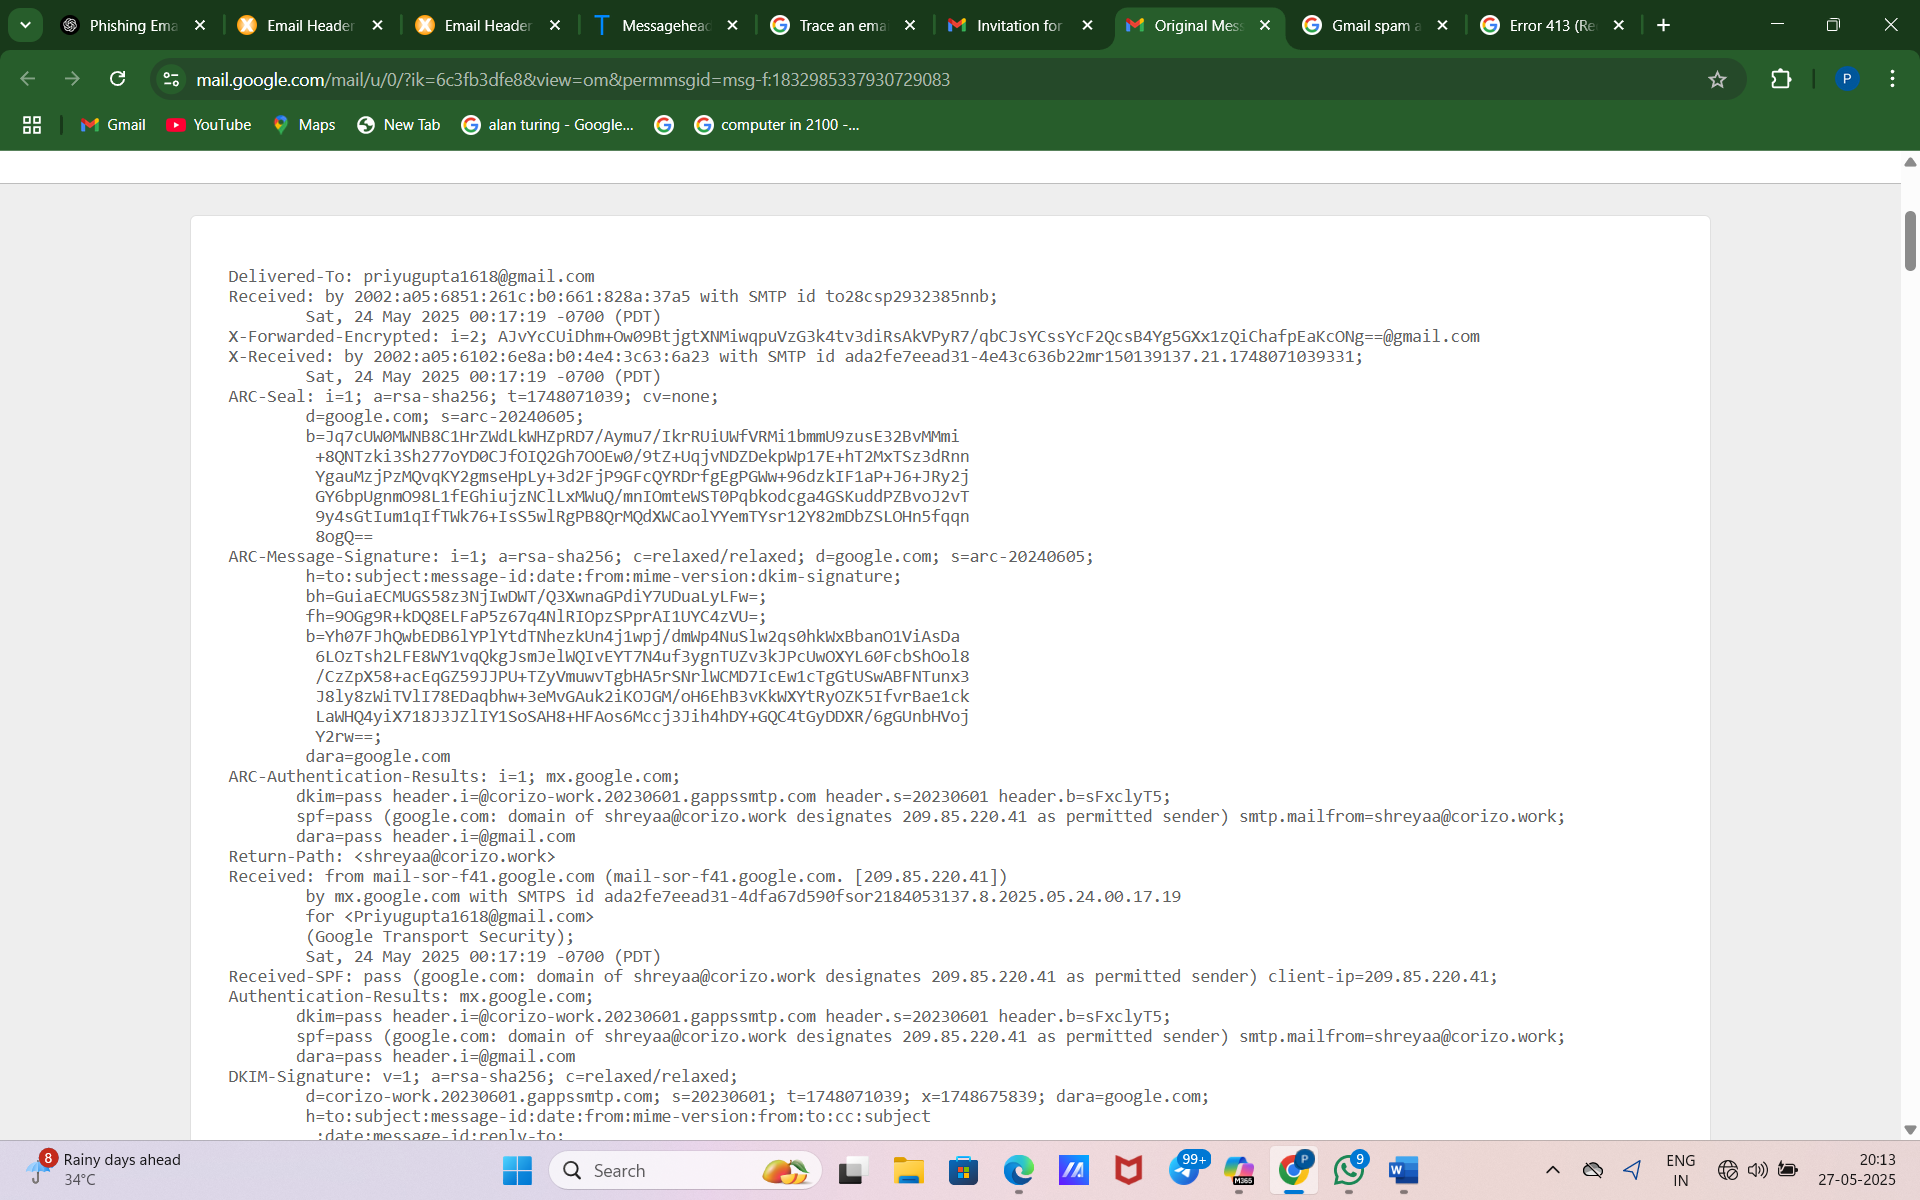 Phishing Ema
Email Header
Email Header
Messagehead
Trace an emai
Invitation for
Original Mess
Gmail spam a
Error 413 (Re
mail.google.com/mail/u/0/?ik=6c3fb3dfe8&view=om&permmsgid=msg-f:1832985337930729083
P
Gmail
YouTube
Maps
New Tab
alan turing - Google...
computer in 2100 -...
Delivered-To: priyugupta1618@gmail.com
Received: by 2002:a05:6851:261c:b0:661:828a:37a5 with SMTP id to28csp2932385nnb;
Sat, 24 May 2025 00:17:19 -0700 (PDT)
X-Forwarded-Encrypted: i=2; AJvYcCUiDhm+Ow09BtjgtXNMiwqpuVzG3k4tv3diRsAkVPyR7/qbCJsYCssYcF2QcsB4Yg5GXx1zQiChafpEaKcONg==@gmail.com
X-Received: by 2002:a05:6102:6e8a:b0:4e4:3c63:6a23 with SMTP id ada2fe7eead31-4e43c636b22mr150139137.21.1748071039331;
Sat, 24 May 2025 00:17:19 -0700 (PDT)
ARC-Seal: i=1; a=rsa-sha256; t=1748071039; cv=none;
d=google.com; s=arc-20240605;
b=Jq7cUW0MWNB8C1HrZWdLkWHZpRD7/Aymu7/IkrRUiUWfVRMi1bmmU9zusE32BvMMmi
+8QNTzki3Sh277oYD0CJfOIQ2Gh7OOEw0/9tZ+UqjvNDZDekpWp17E+hT2MxTSz3dRnn
YgauMzjPzMQvqKY2gmseHpLy+3d2FjP9GFcQYRDrfgEgPGWw+96dzkIF1aP+J6+JRy2j
GY6bpUgnmO98L1fEGhiujzNClLxMWuQ/mnIOmteWST0Pqbkodcga4GSKuddPZBvoJ2vT
9y4sGtIum1qIfTWk76+IsS5wlRgPB8QrMQdXWCaolYYemTYsr12Y82mDbZSLOHn5fqqn
8ogQ==
ARC-Message-Signature: i=1; a=rsa-sha256; c=relaxed/relaxed; d=google.com; s=arc-20240605;
h=to:subject:message-id:date:from:mime-version:dkim-signature;
bh=GuiaECMUGS58z3NjIwDWT/Q3XwnaGPdiY7UDuaLyLFw=;
fh=9OGg9R+kDQ8ELFaP5z67q4NlRIOpzSPprAI1UYC4zVU=;
b=Yh07FJhQwbEDB6lYPlYtdTNhezkUn4j1wpj/dmWp4NuSlw2qs0hkWxBbanO1ViAsDa
6LOzTsh2LFE8WY1vqQkgJsmJelWQIvEYT7N4uf3ygnTUZv3kJPcUwOXYL60FcbShOol8
/CzZpX58+acEqGZ59JJPU+TZyVmuwvTgbHA5rSNrlWCMD7IcEw1cTgGtUSwABFNTunx3
J8ly8zWiTVlI78EDaqbhw+3eMvGAuk2iKOJGM/oH6EhB3vKkWXYtRyOZK5IfvrBae1ck
LaWHQ4yiX718J3JZlIY1SoSAH8+HFAos6Mccj3Jih4hDY+GQC4tGyDDXR/6gGUnbHVoj
Y2rw==;
dara=google.com
ARC-Authentication-Results: i=1; mx.google.com;
dkim=pass header.i=@corizo-work.20230601.gappssmtp.com header.s=20230601 header.b=sFxclyT5;
spf=pass (google.com: domain of shreyaa@corizo.work designates 209.85.220.41 as permitted sender) smtp.mailfrom=shreyaa@corizo.work;
dara=pass header.i=@gmail.com
Return-Path: <shreyaa@corizo.work>
Received: from mail-sor-f41.google.com (mail-sor-f41.google.com. [209.85.220.41])
by mx.google.com with SMTPS id ada2fe7eead31-4dfa67d590fsor2184053137.8.2025.05.24.00.17.19
for <Priyugupta1618@gmail.com>
(Google Transport Security);
Sat, 24 May 2025 00:17:19 -0700 (PDT)
Received-SPF: pass (google.com: domain of shreyaa@corizo.work designates 209.85.220.41 as permitted sender) client-ip=209.85.220.41;
Authentication-Results: mx.google.com;
dkim=pass header.i=@corizo-work.20230601.gappssmtp.com header.s=20230601 header.b=sFxclyT5;
spf=pass (google.com: domain of shreyaa@corizo.work designates 209.85.220.41 as permitted sender) smtp.mailfrom=shreyaa@corizo.work;
dara=pass header.i=@gmail.com
DKIM-Signature: v=1; a=rsa-sha256; c=relaxed/relaxed;
d=corizo-work.20230601.gappssmtp.com; s=20230601; t=1748071039; x=1748675839; dara=google.com;
h=to:subject:message-id:date:from:mime-version:from:to:cc:subject
:date:message-id:reply-to;
8
Rainy days ahead
34°C
Search
99+
M365
P
9
W
ENG
IN
20:13
27-05-2025